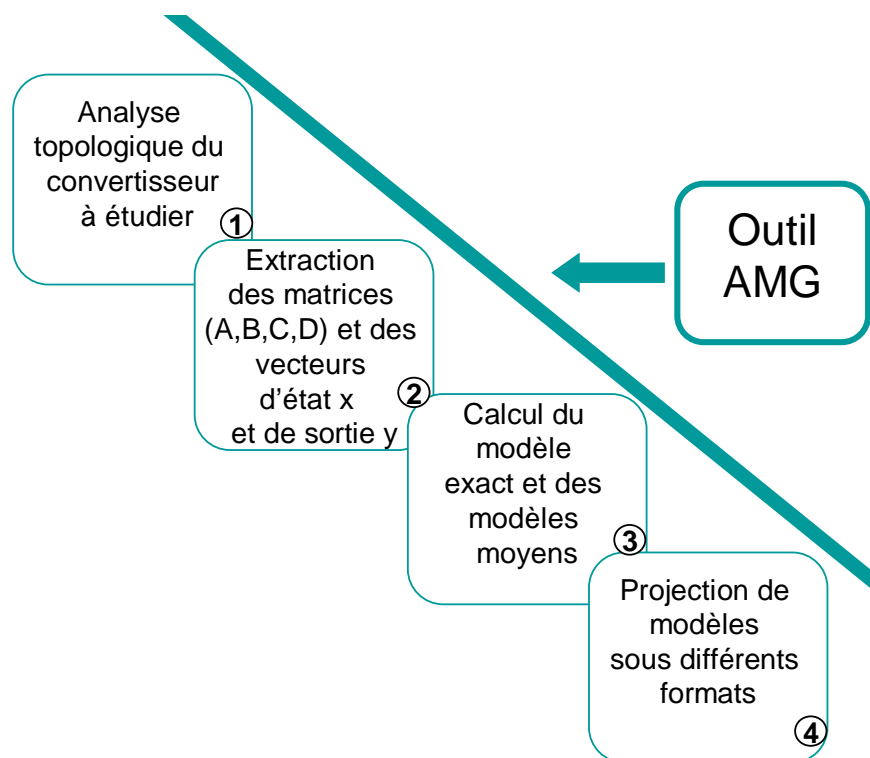 Analyse
topologique du
convertisseur
à étudier
1
Extraction
des matrices
(A,B,C,D) et des
vecteurs
d'état x
et de sortie y
2
Calcul du
modèle
exact et des
modèles
moyens
3
Projection de
modèles
sous différents
formats
4
Outil
AMG